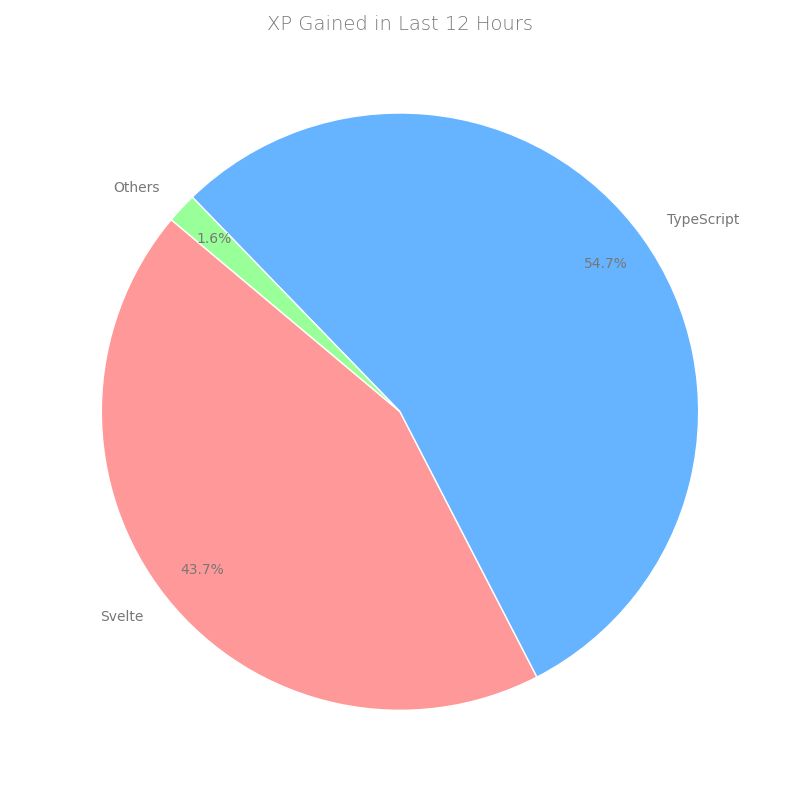 XP Gained in Last 12 Hours
Others
1.6%
TypeScript
54.7%
43.7%
Svelte